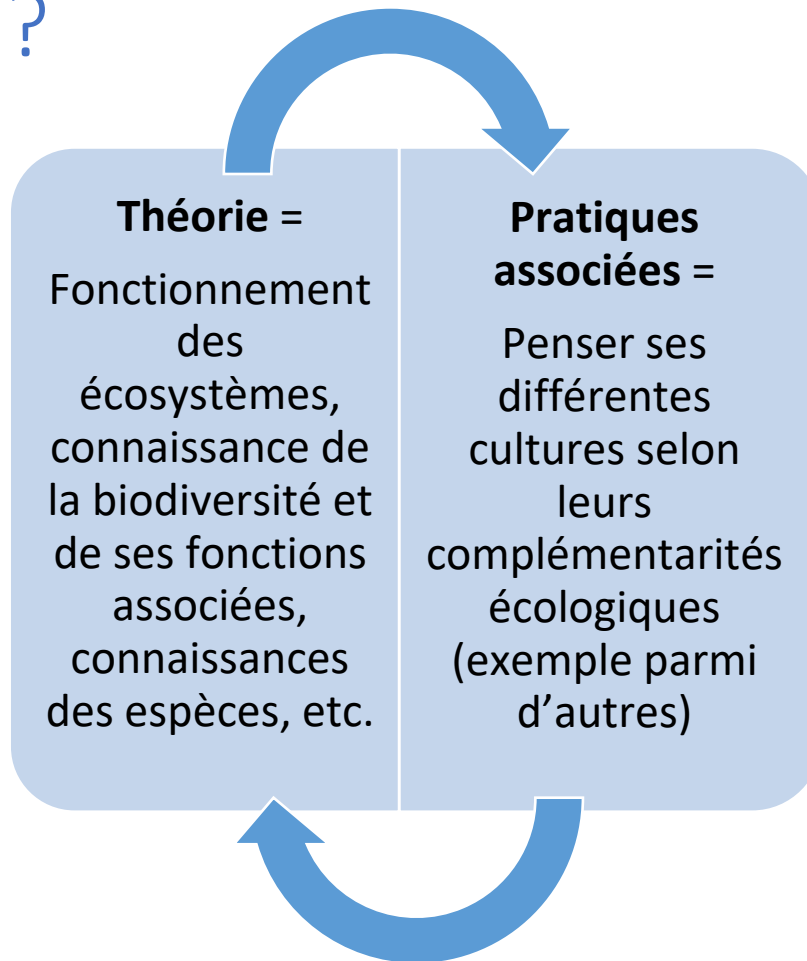 ?
Théorie =
Fonctionnement
des
écosystèmes,
connaissance de
la biodiversité et
de ses fonctions
associées,
connaissances
des espèces, etc.
Pratiques
associées =
Penser ses
différentes
cultures selon
leurs
complémentarités
écologiques
(exemple parmi
d’autres)